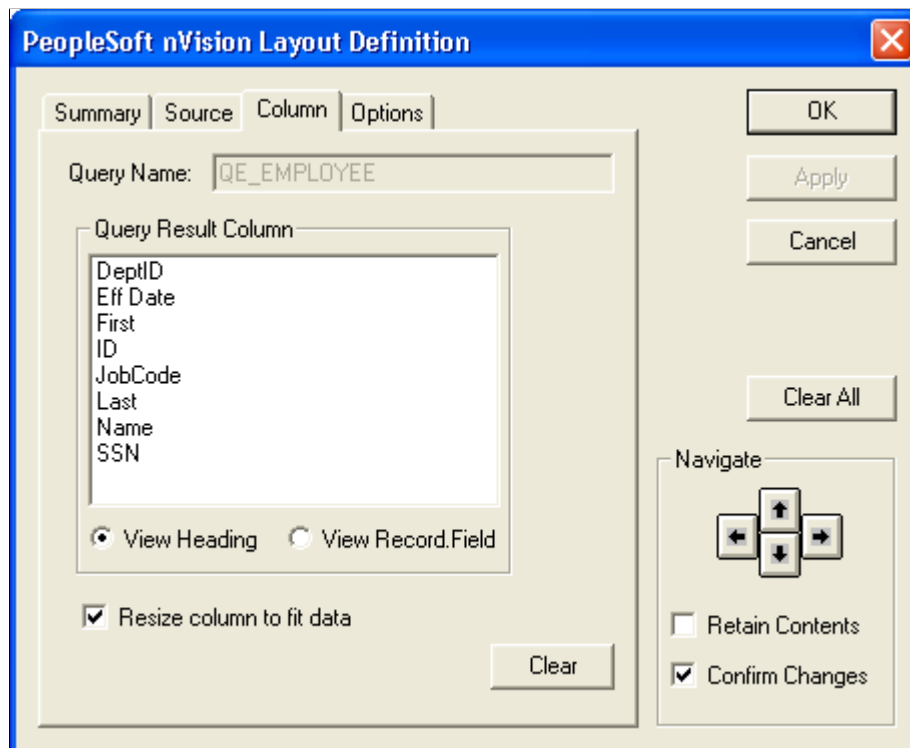 PeopleSoft nVision Layout Definition
Summary Source Column Options
Query Name: QE_EMPLOYEE
Query Result Column
DeptID
Eff Date
First
ID
JobCode
Last
Name
SSN
View Heading View Record.Field
Resize column to fit data
Clear
OK
Apply
Cancel
Clear All
Navigate
Retain Contents
Confirm Changes